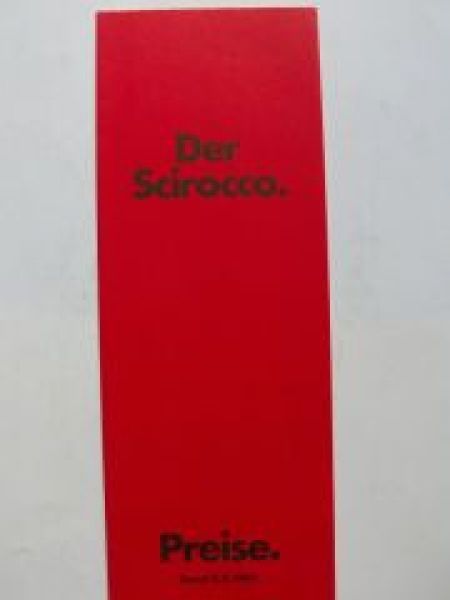 Der
Scirocco.
Preise.